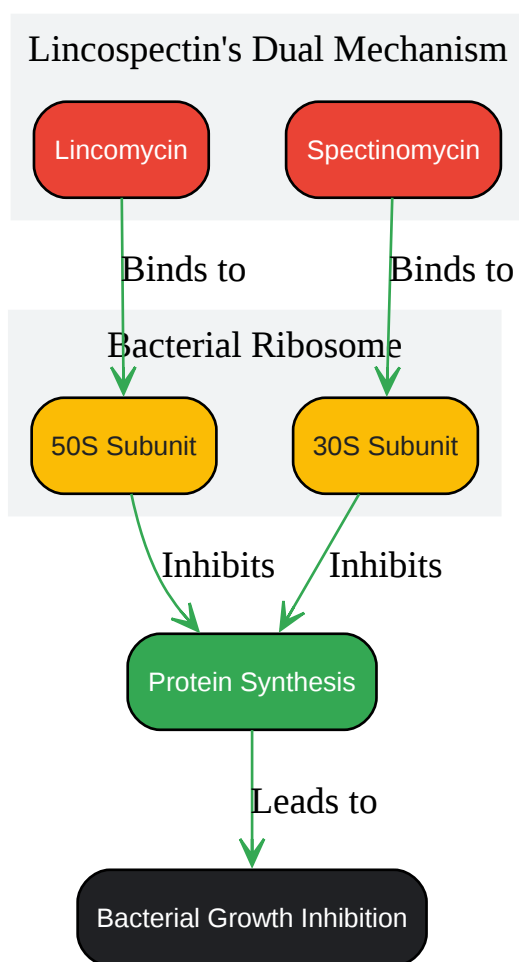 Lincospectin's Dual Mechanism
Lincomycin
Spectinomycin
Binds to
Binds to
Bacterial Ribosome
50S Subunit
30S Subunit
Inhibits
Inhibits
Protein Synthesis
Leads to
Bacterial Growth Inhibition